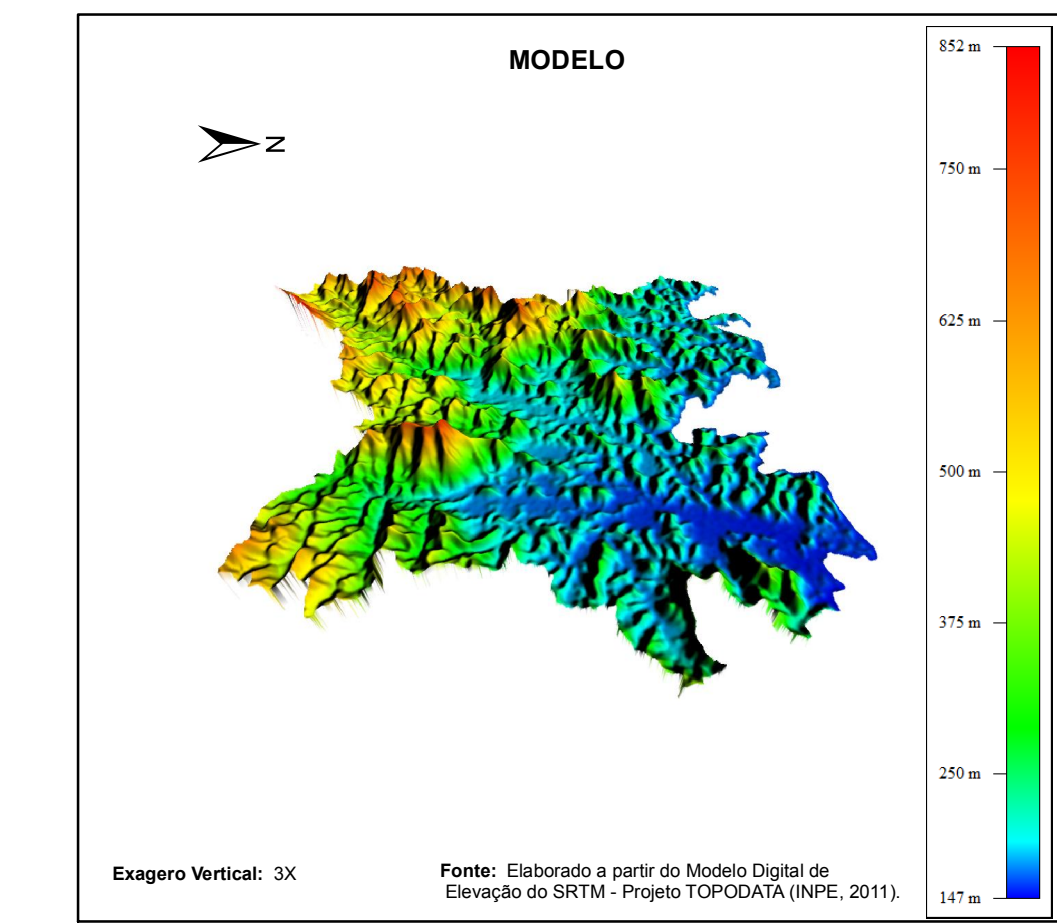 MODELO
N
852 m
750 m
625 m
500 m
375 m
250 m
147 m
Exagero Vertical: 3X
Fonte: Elaborado a partir do Modelo Digital de
Elevação do SRTM - Projeto TOPODATA (INPE, 2011).